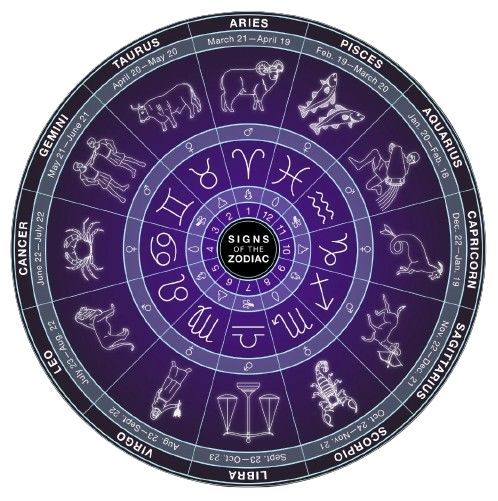 ARIES
March 21–April 19
TAURUS
April 20–May 20
GEMINI
May 21–June 21
CANCER
June 22–July 22
LEO
July 23–Aug. 22
VIRGO
Aug. 23–Sept. 22
LIBRA
Sept. 23–Oct. 23
SCORPIO
Oct. 24–Nov. 21
SAGITTARIUS
Nov. 22–Dec. 21
CAPRICORN
Dec. 22–Jan. 19
AQUARIUS
Jan. 20–Feb. 18
PISCES
Feb. 19–March 20
1
2
3
4
5
6
7
8
9
10
11
12
SIGNS
OF THE
ZODIAC